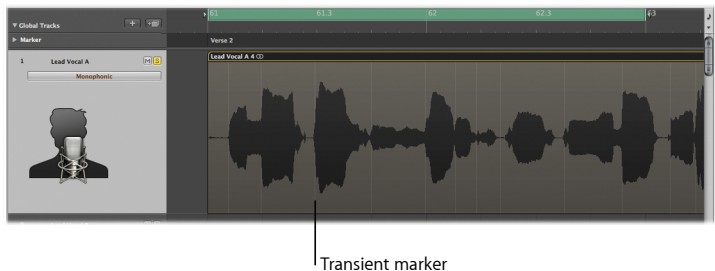 61 61.3 62 62.3 63
Global Tracks
Marker Verse 2
1 Lead Vocal A M S
Lead Vocal A 4
Monophonic
Transient marker